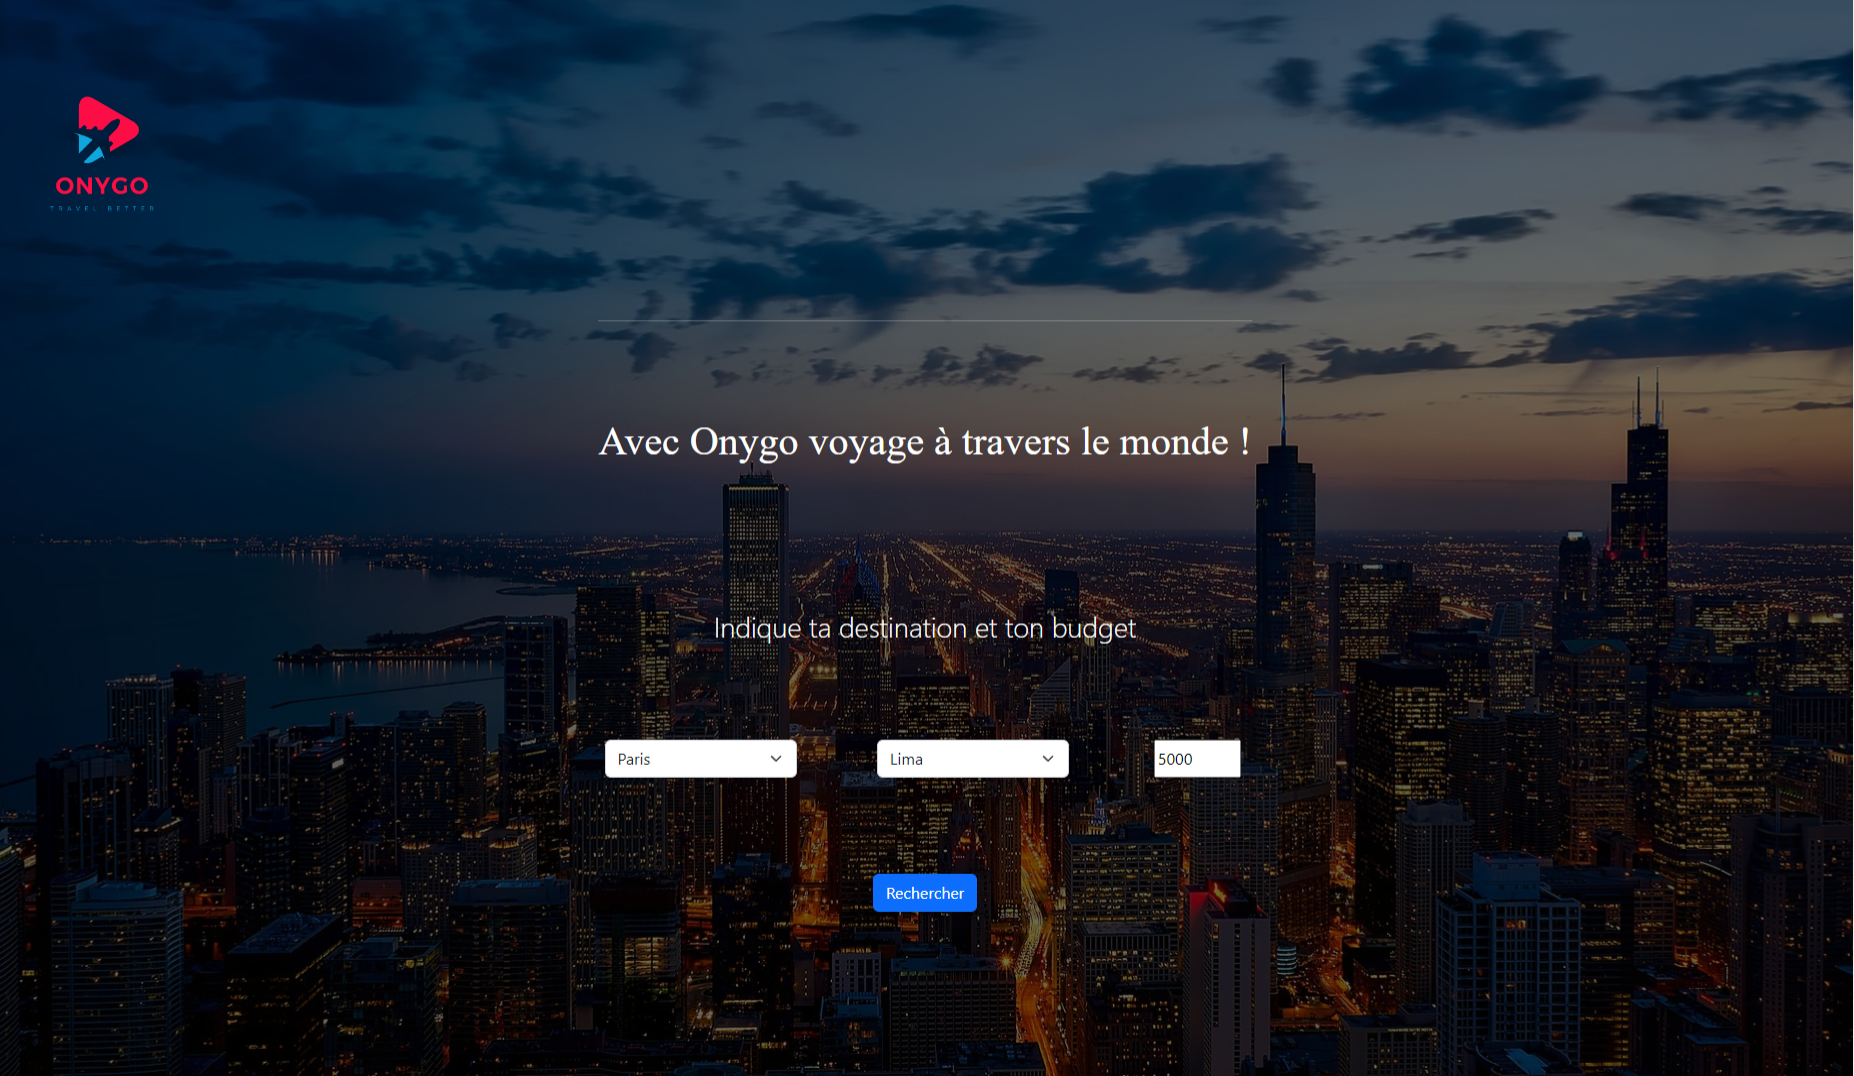 ONYGO
TRAVEL BETTER
Avec Onygo voyage à travers le monde !
Indique ta destination et ton budget
Paris
Lima
5000
Rechercher